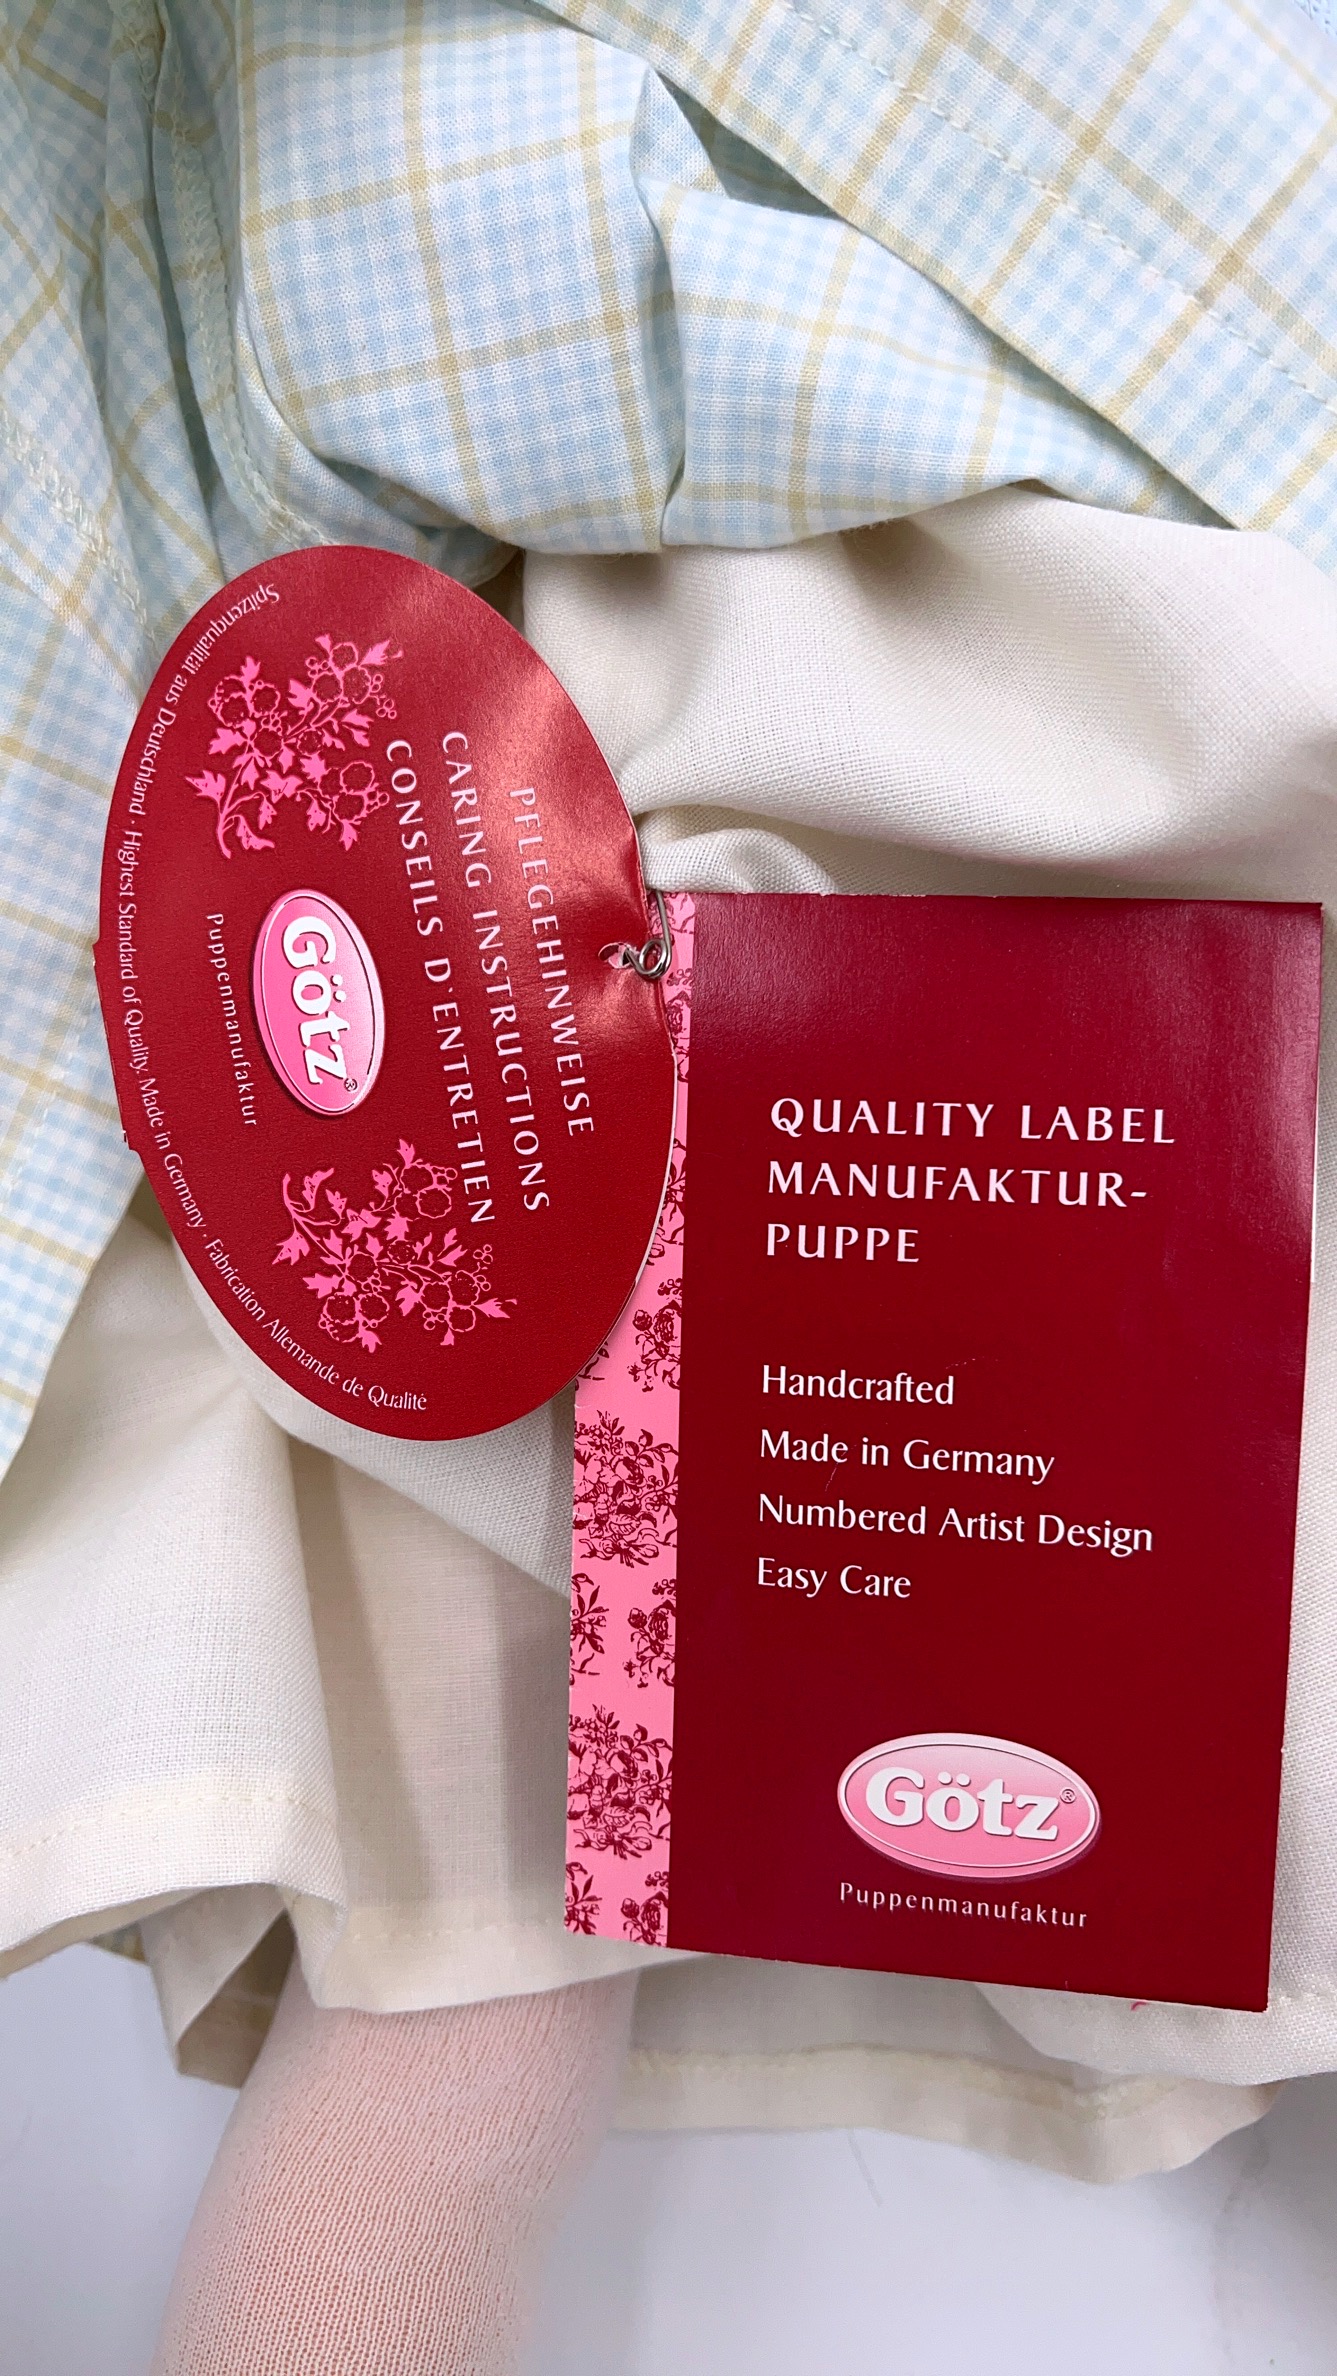 Spitzenqualität aus Deutschland · Highest Standard of Quality. Made in Germany · Fabrication Allemande de Qualité
PFLEGEHINWEISE
CARING INSTRUCTIONS
CONSEILS D'ENTRETIEN
Götz®
Puppenmanufaktur
QUALITY LABEL
MANUFAKTUR-
PUPPE
Handcrafted
Made in Germany
Numbered Artist Design
Easy Care
Götz®
Puppenmanufaktur